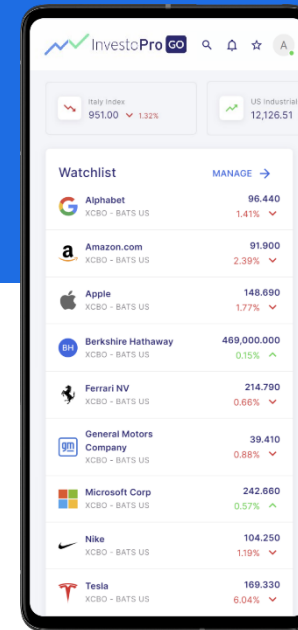 InvestoPro GO
A
Italy Index
951.00 1.32%
US Industrial
12,126.51
Watchlist MANAGE
Alphabet 96.440
XCBO - BATS US 1.41%
a Amazon.com 91.900
XCBO - BATS US 2.39%
Apple 148.690
XCBO - BATS US 1.77%
BH Berkshire Hathaway 469,000.000
XCBO - BATS US 0.15%
Ferrari NV 214.790
XCBO - BATS US 0.66%
General Motors
gm Company 39.410
XCBO - BATS US 0.88%
Microsoft Corp 242.660
XCBO - BATS US 0.57%
Nike 104.250
XCBO - BATS US 1.19%
Tesla 169.330
XCBO - BATS US 6.04%